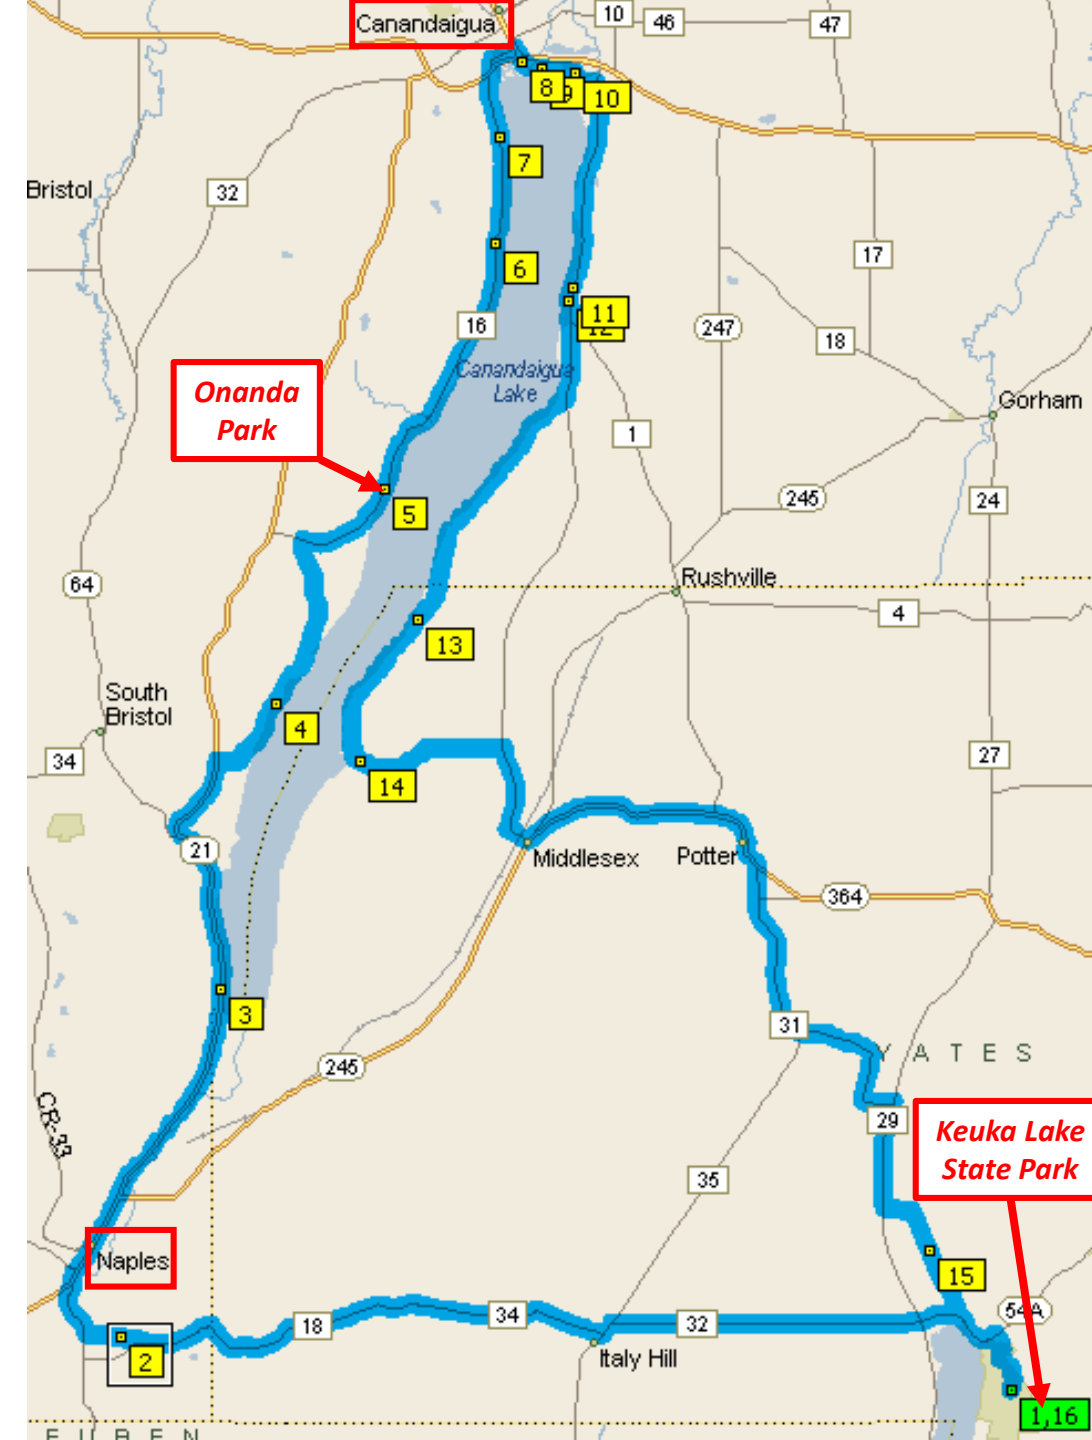 Canandaigua
10
46
47
8
9
10
7
Bristol
32
6
17
16
11
12
247
18
Canandaigua
Lake
Onanda
Park
Gorham
1
5
245
24
64
Rushville
4
13
South
Bristol
4
34
27
14
21
Middlesex
Potter
364
3
31
YATES
245
CR-33
29
Keuka Lake
State Park
35
Naples
15
54A
18
34
32
2
Italy Hill
1,16
EUBEN